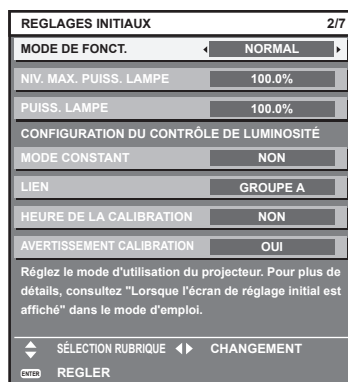 REGLAGES INITIAUX 2/7
MODE DE FONCT. NORMAL
NIV. MAX. PUISS. LAMPE 100.0%
PUISS. LAMPE 100.0%
CONFIGURATION DU CONTRÔLE DE LUMINOSITÉ
MODE CONSTANT NON
LIEN GROUPE A
HEURE DE LA CALIBRATION NON
AVERTISSEMENT CALIBRATION OUI
Réglez le mode d'utilisation du projecteur. Pour plus de
détails, consultez "Lorsque l'écran de réglage initial est
affiché" dans le mode d'emploi.
SÉLECTION RUBRIQUE CHANGEMENT
ENTER REGLER